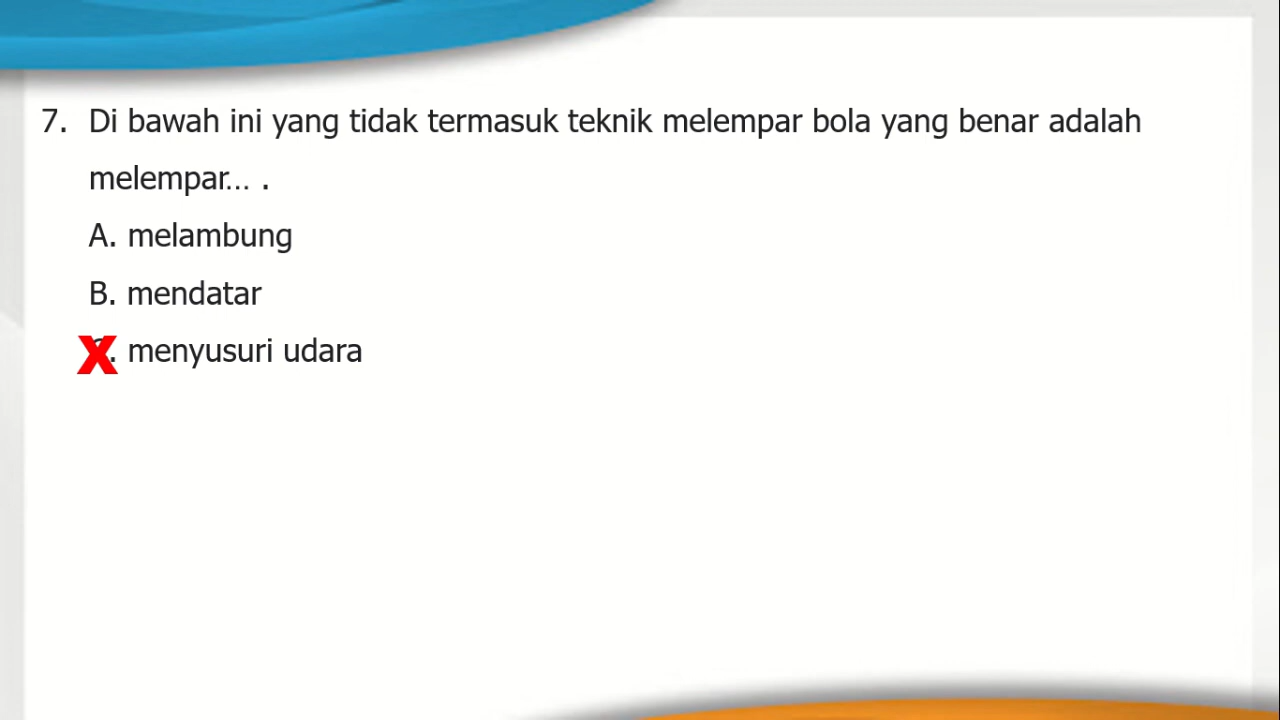 7. Di bawah ini yang tidak termasuk teknik melempar bola yang benar adalah
melempar... .
A. melambung
B. mendatar
X. menyusuri udara